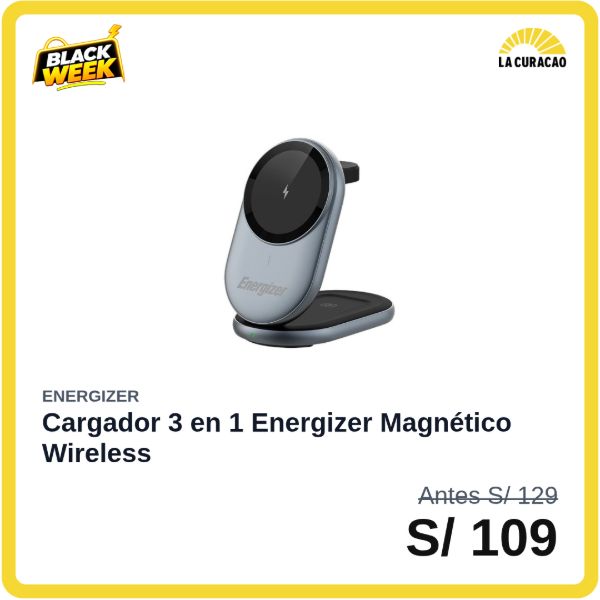 BLACK
WEEK
LA CURACAO
Energizer
ENERGIZER
Cargador 3 en 1 Energizer Magnético
Wireless
Antes S/ 129
S/ 109